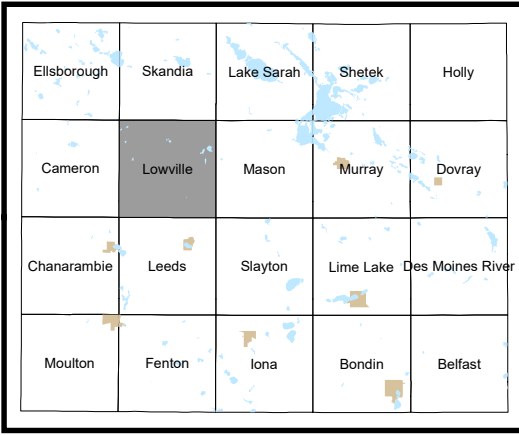 Ellsborough Skandia Lake Sarah Shetek Holly
Cameron Lowville Mason Murray Dovray
Chanarambie Leeds Slayton Lime Lake Des Moines River
Moulton Fenton Iona Bondin Belfast